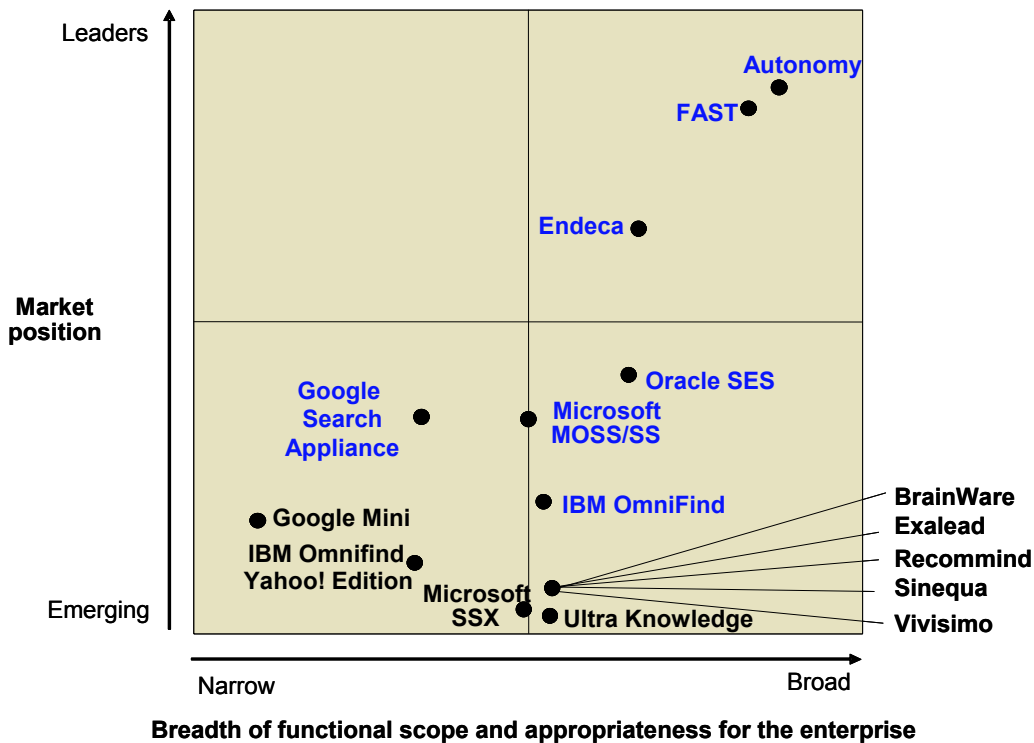 Leaders
Autonomy
FAST
Endeca
Market
position
Oracle SES
Google
Search
Appliance
Microsoft
MOSS/SS
IBM OmniFind
BrainWare
Exalead
Recommind
Sinequa
Vivisimo
Google Mini
IBM Omnifind
Yahoo! Edition
Microsoft
SSX
Ultra Knowledge
Emerging
Narrow
Broad
Breadth of functional scope and appropriateness for the enterprise